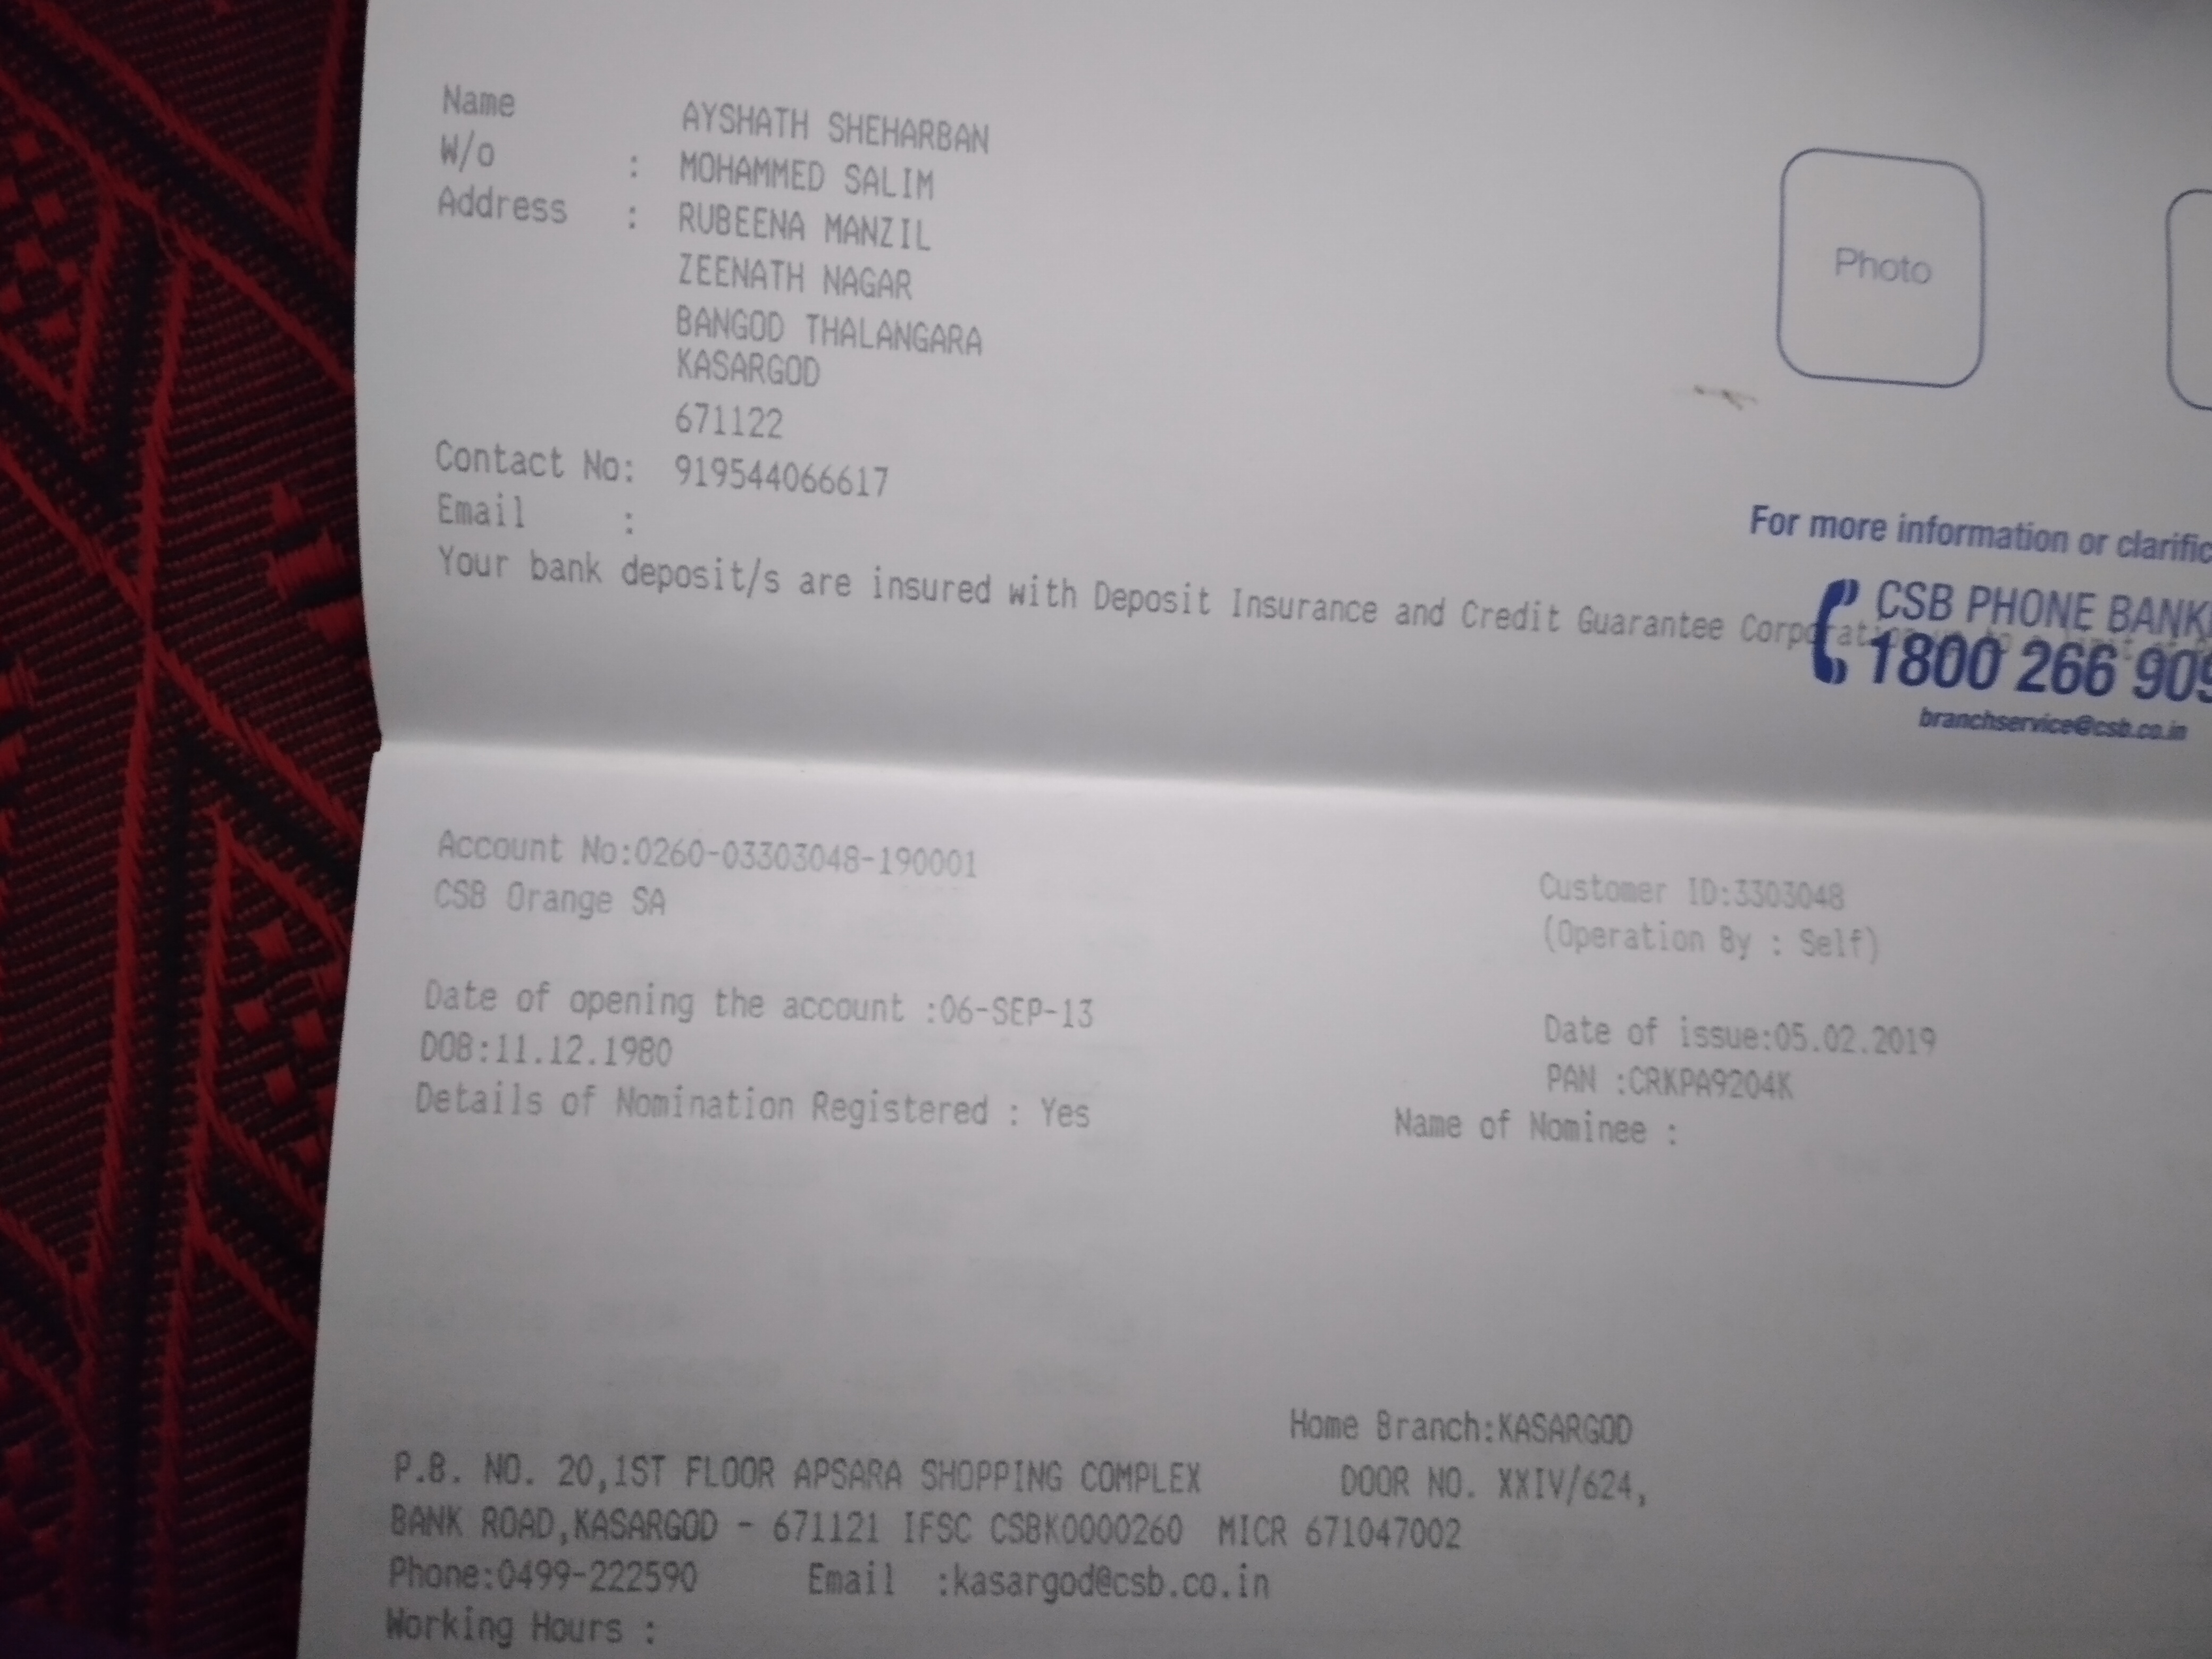 Name AYSHATH SHEHARBAN
W/o : MOHAMMED SALIM
Address : RUBEENA MANZIL
ZEENATH NAGAR
BANGOD THALANGARA
KASARGOD
671122
Contact No: 919544066617
Email :
Your bank deposit/s are insured with Deposit Insurance and Credit Guarantee Corporation
Photo
For more information or clarific
CSB PHONE BANKI
1800 266 909
branchservice@csb.co.in
Account No:0260-03303048-190001
CSB Orange SA
Customer ID:3303048
(Operation By : Self)
Date of opening the account :06-SEP-13
DOB:11.12.1980
Details of Nomination Registered : Yes
Date of issue:05.02.2019
PAN :CRKPA9204K
Name of Nominee :
Home Branch:KASARGOD
P.B. NO. 20,1ST FLOOR APSARA SHOPPING COMPLEX DOOR NO. XXIV/624,
BANK ROAD,KASARGOD - 671121 IFSC CSBK0000260 MICR 671047002
Phone:0499-222590 Email :kasargod@csb.co.in
Working Hours :